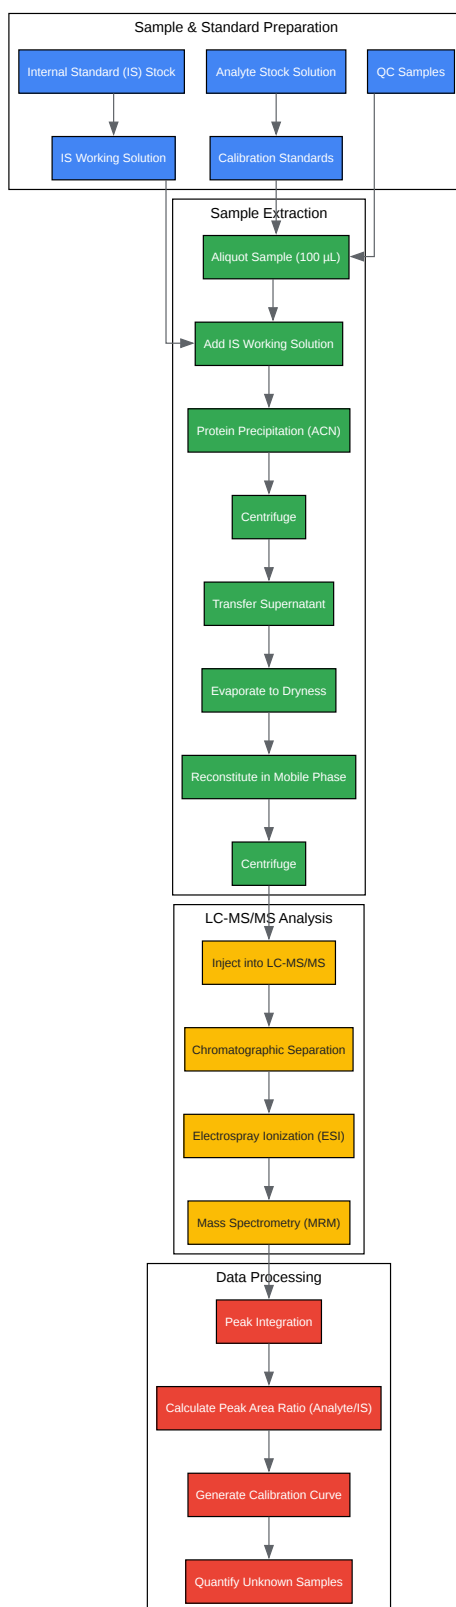 Sample & Standard Preparation
Internal Standard (IS) Stock
Analyte Stock Solution
QC Samples
IS Working Solution
Calibration Standards
Sample Extraction
Aliquot Sample (100 µL)
Add IS Working Solution
Protein Precipitation (ACN)
Centrifuge
Transfer Supernatant
Evaporate to Dryness
Reconstitute in Mobile Phase
Centrifuge
LC-MS/MS Analysis
Inject into LC-MS/MS
Chromatographic Separation
Electrospray Ionization (ESI)
Mass Spectrometry (MRM)
Data Processing
Peak Integration
Calculate Peak Area Ratio (Analyte/IS)
Generate Calibration Curve
Quantify Unknown Samples